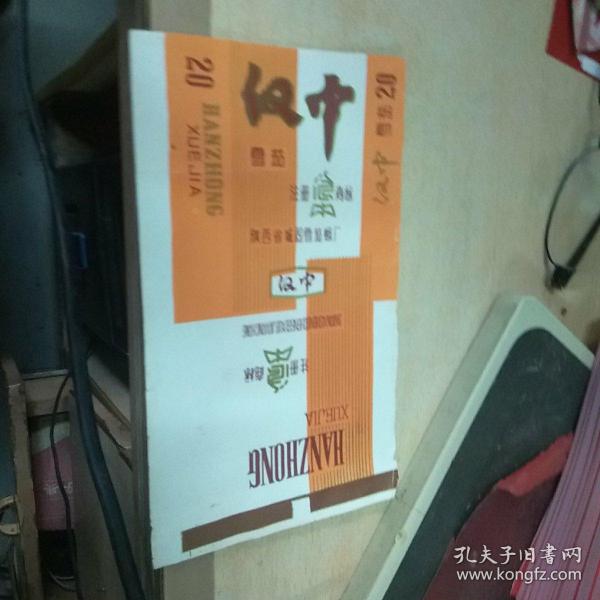 20
HANZHONG
XUEJIA
汉中
雪茄
注册 商标
陕西省城固雪茄烟厂
汉中
雪茄 20
汉中
注册 商标
HANZHONG
XUEJIA
孔夫子旧书网
www.kongfz.com